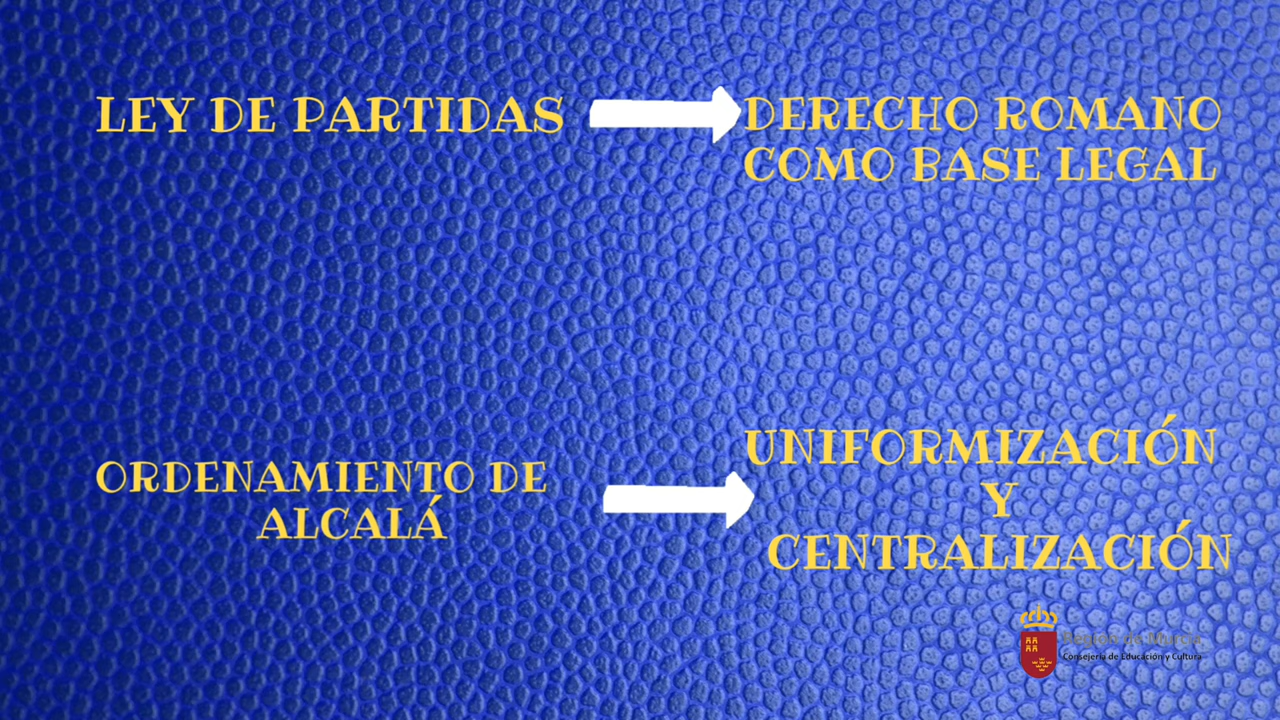 LEY DE PARTIDAS
DERECHO ROMANO
COMO BASE LEGAL
ORDENAMIENTO DE
ALCALÁ
UNIFORMIZACIÓN
Y
CENTRALIZACIÓN
Región de Murcia
Consejería de Educación y Cultura